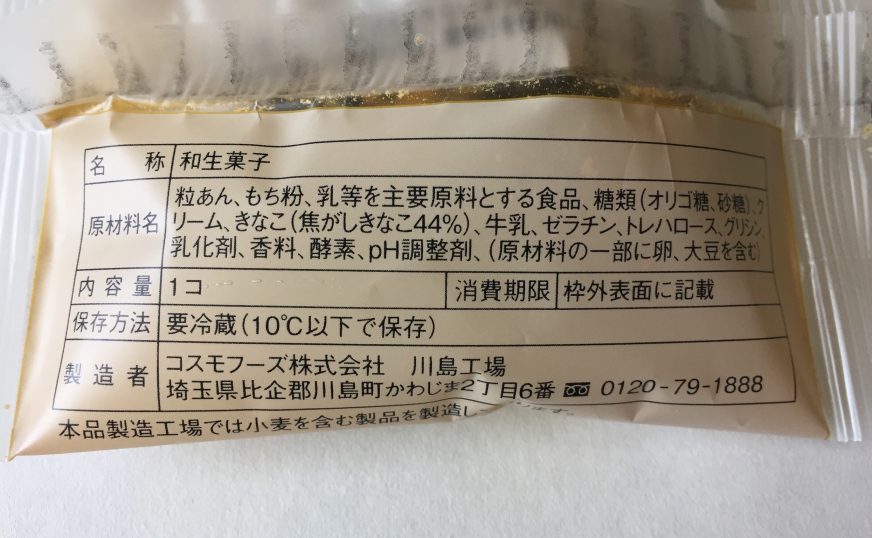 名称 和生菓子
原材料名 粒あん、もち粉、乳等を主要原料とする食品、糖類(オリゴ糖、砂糖)、ク
リーム、きなこ(焦がしきなこ44%)、牛乳、ゼラチン、トレハロース、グリシン、
乳化剤、香料、酵素、pH調整剤、(原材料の一部に卵、大豆を含む)
内容量 1コ 消費期限 枠外表面に記載
保存方法 要冷蔵(10℃以下で保存)
製造者 コスモフーズ株式会社 川島工場
埼玉県比企郡川島町かわじま2丁目6番 0120-79-1888
本品製造工場では小麦を含む製品を製造し